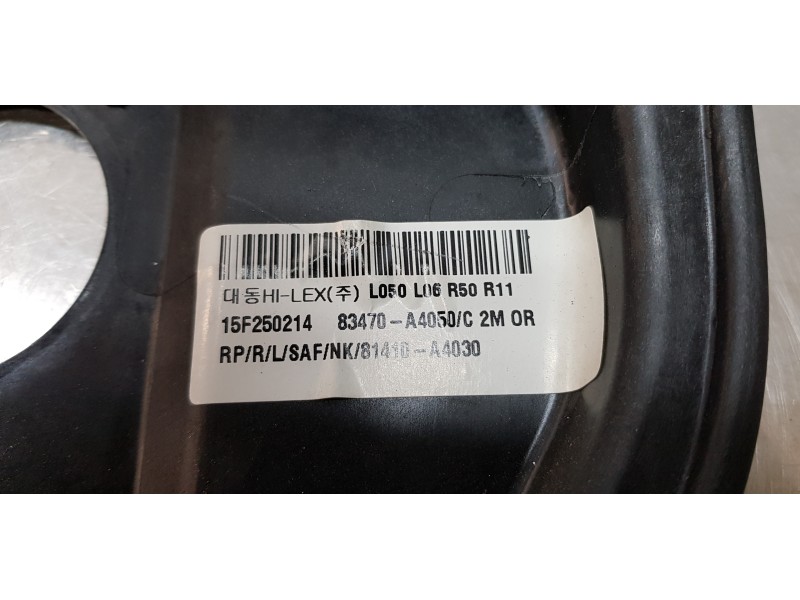 대동HI-LEX(주) L050 L06 R50 R11
15F250214 83470-A4050/C 2M OR
RP/R/L/SAF/NK/81410-A4030